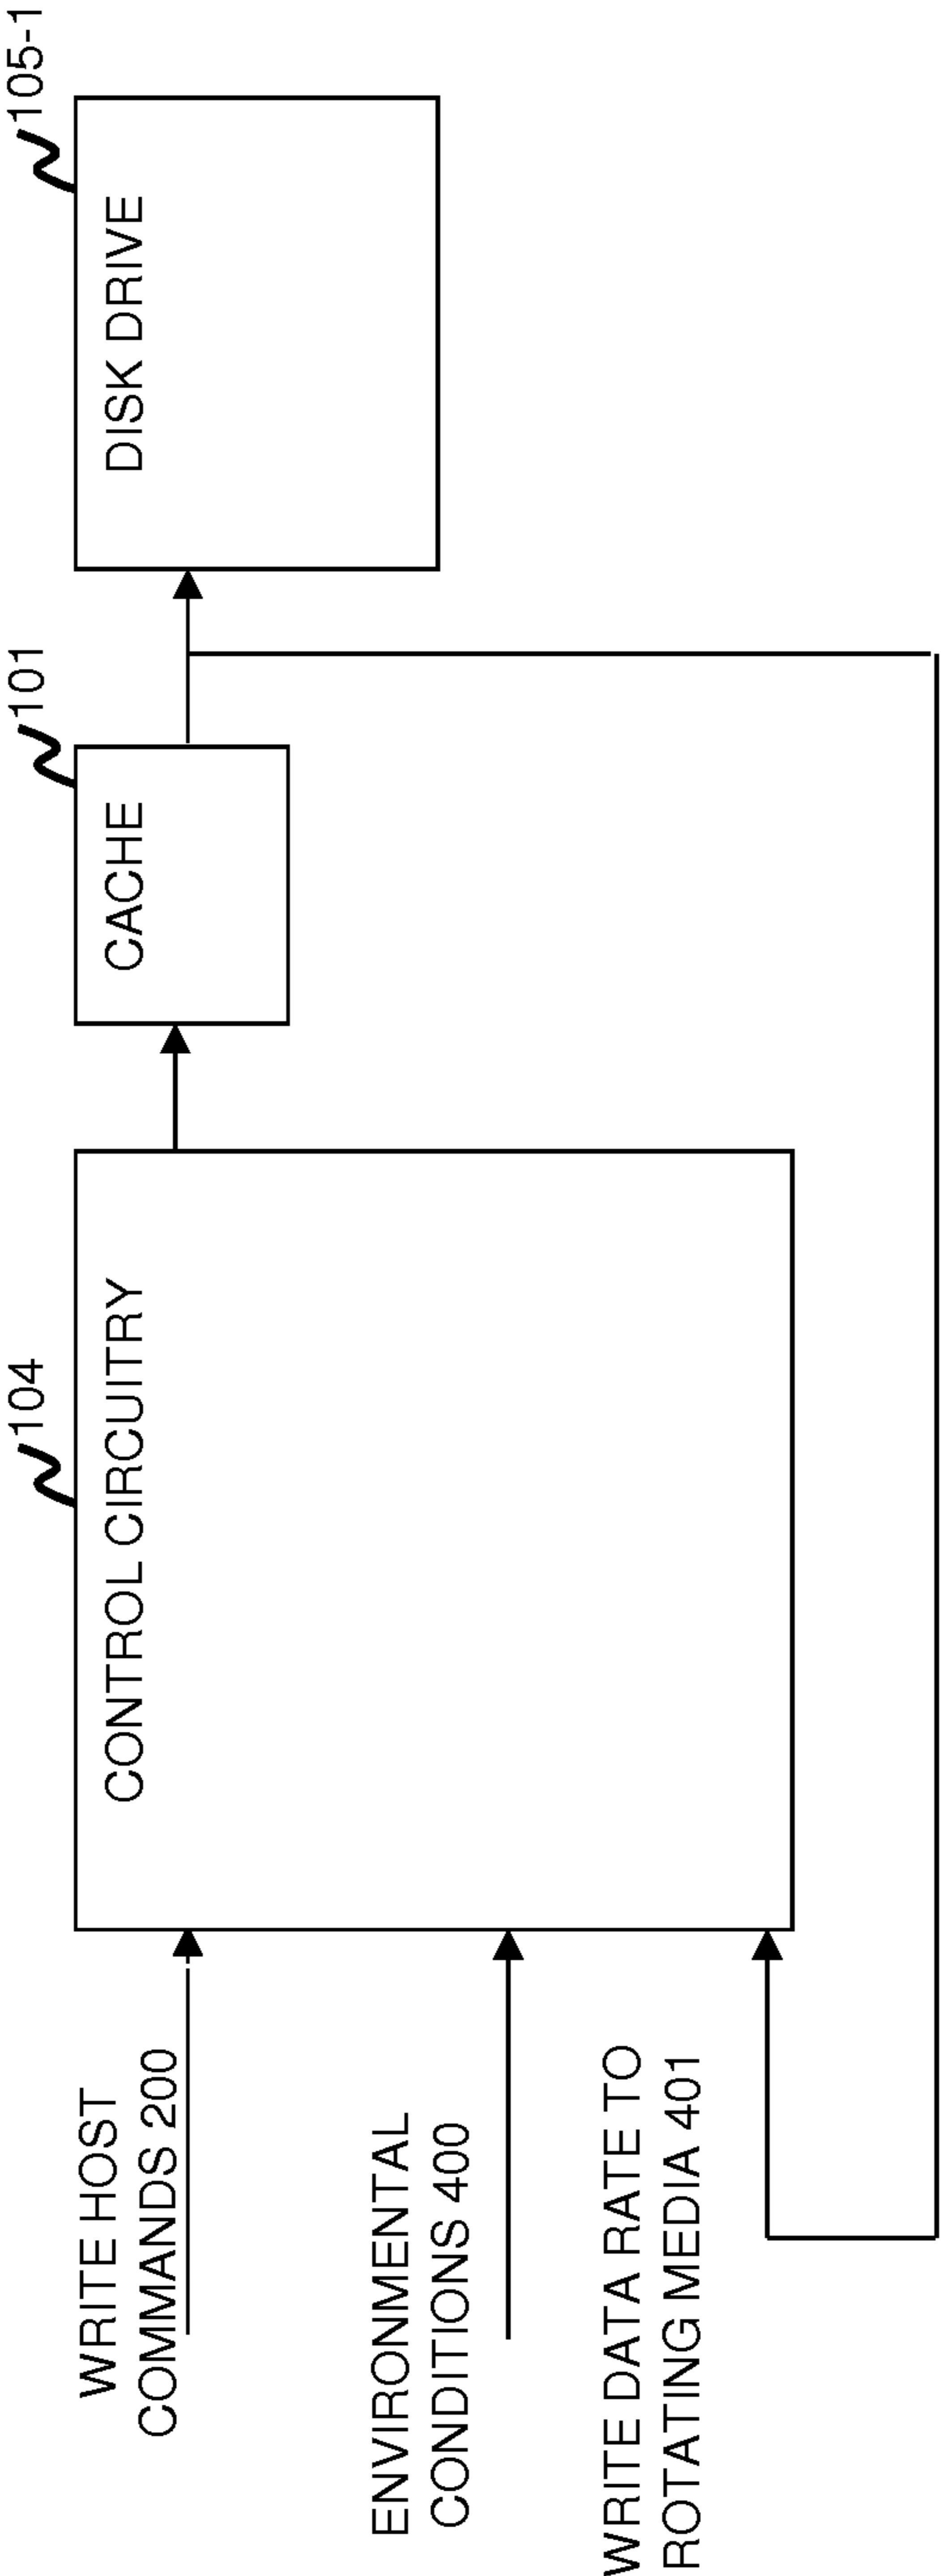 WRITE HOST
COMMANDS 200
ENVIRONMENTAL
CONDITIONS 400
WRITE DATA RATE TO
ROTATING MEDIA 401
104
CONTROL CIRCUITRY
101
CACHE
105-1
DISK DRIVE